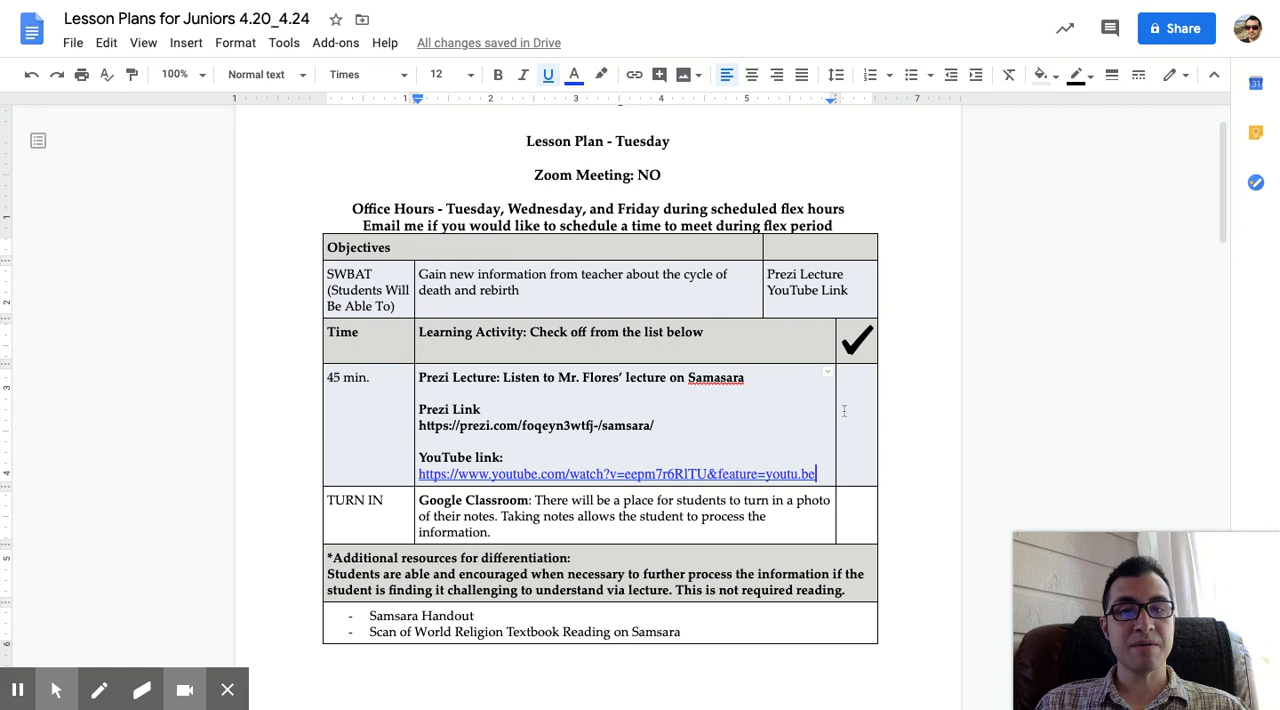 Lesson Plans for Juniors 4.20_4.24
File Edit View Insert Format Tools Add-ons Help All changes saved in Drive
Share
100% Normal text Times 12 B I U A
1 1 2 3 4 5 7
Lesson Plan - Tuesday
Zoom Meeting: NO
Office Hours - Tuesday, Wednesday, and Friday during scheduled flex hours
Email me if you would like to schedule a time to meet during flex period
Objectives
SWBAT
(Students Will
Be Able To)
Gain new information from teacher about the cycle of
death and rebirth
Prezi Lecture
YouTube Link
Time
Learning Activity: Check off from the list below
45 min.
Prezi Lecture: Listen to Mr. Flores’ lecture on Samasara
Prezi Link
https://prezi.com/foqeyn3wtfj-/samsara/
YouTube link:
https://www.youtube.com/watch?v=eepm7r6RlTU&feature=youtu.be
TURN IN
Google Classroom: There will be a place for students to turn in a photo
of their notes. Taking notes allows the student to process the
information.
*Additional resources for differentiation:
Students are able and encouraged when necessary to further process the information if the
student is finding it challenging to understand via lecture. This is not required reading.
- Samsara Handout
- Scan of World Religion Textbook Reading on Samsara